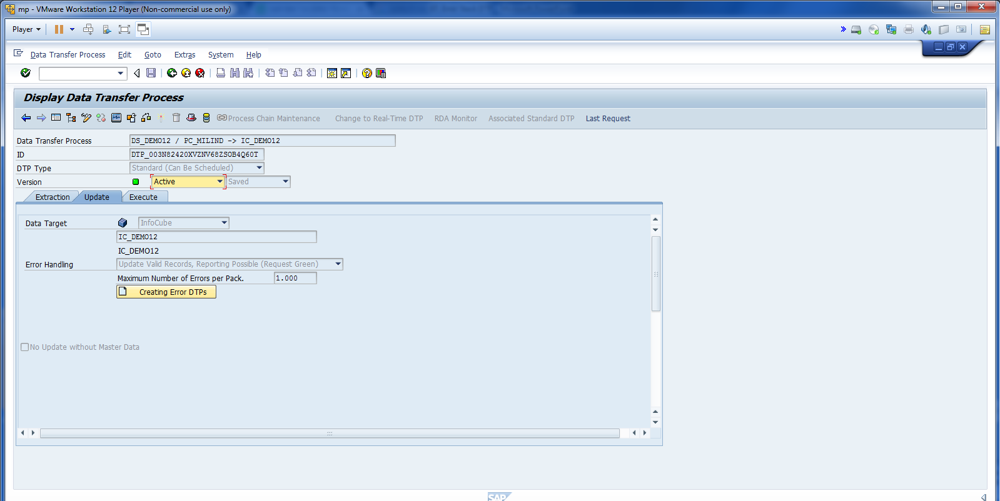 mp - VMware Workstation 12 Player (Non-commercial use only)
Player
Data Transfer Process Edit Goto Extras System Help
Display Data Transfer Process
Process Chain Maintenance Change to Real-Time DTP RDA Monitor Associated Standard DTP Last Request
Data Transfer Process DS_DEMO12 / PC_MILIND -> IC_DEMO12
ID DTP_003N82420XVZNV68ZSOB4Q60T
DTP Type Standard (Can Be Scheduled)
Version Active Saved
Extraction Update Execute
Data Target InfoCube
IC_DEMO12
IC_DEMO12
Error Handling Update Valid Records, Reporting Possible (Request Green)
Maximum Number of Errors per Pack. 1.000
Creating Error DTPs
No Update without Master Data
SAP